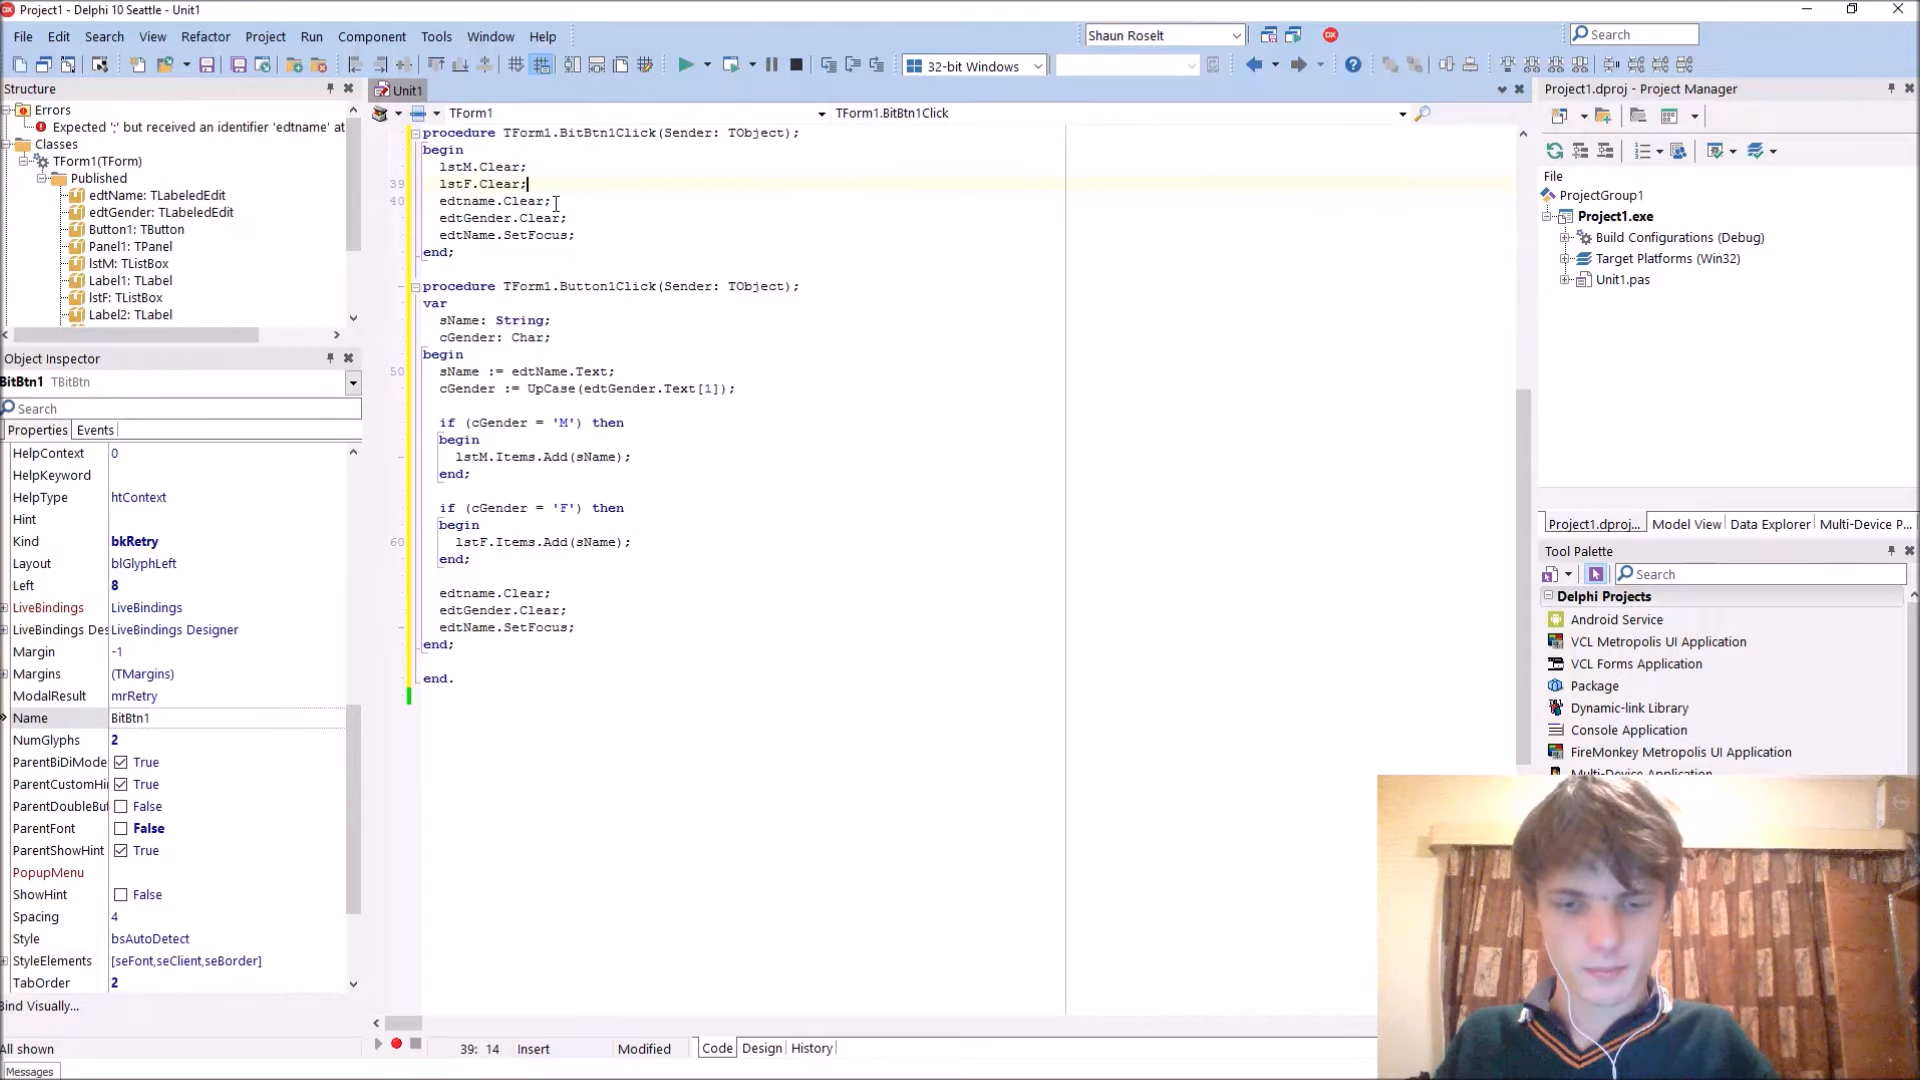 Project1 - Delphi 10 Seattle - Unit1
File Edit Search View Refactor Project Run Component Tools Window Help
Shaun Roselt
Search
32-bit Windows
Structure
Errors
Expected ';' but received an identifier 'edtname' at
Classes
TForm1(TForm)
Published
edtName: TLabeledEdit
edtGender: TLabeledEdit
Button1: TButton
Panel1: TPanel
lstM: TListBox
Label1: TLabel
lstF: TListBox
Label2: TLabel
Object Inspector
BitBtn1 TBitBtn
Search
Properties Events
HelpContext 0
HelpKeyword
HelpType htContext
Hint
Kind bkRetry
Layout blGlyphLeft
Left 8
LiveBindings LiveBindings
LiveBindings Des LiveBindings Designer
Margin -1
Margins (TMargins)
ModalResult mrRetry
Name BitBtn1
NumGlyphs 2
ParentBiDiMode True
ParentCustomHi True
ParentDoubleBuf False
ParentFont False
ParentShowHint True
PopupMenu
ShowHint False
Spacing 4
Style bsAutoDetect
StyleElements [seFont,seClient,seBorder]
TabOrder 2
Bind Visually...
All shown
Messages
Unit1
TForm1 TForm1.BitBtn1Click
procedure TForm1.BitBtn1Click(Sender: TObject);
begin
lstM.Clear;
39 lstF.Clear;
40 edtname.Clear;
edtGender.Clear;
edtName.SetFocus;
end;
procedure TForm1.Button1Click(Sender: TObject);
var
sName: String;
cGender: Char;
begin
50 sName := edtName.Text;
cGender := UpCase(edtGender.Text[1]);
if (cGender = 'M') then
begin
lstM.Items.Add(sName);
end;
if (cGender = 'F') then
begin
60 lstF.Items.Add(sName);
end;
edtname.Clear;
edtGender.Clear;
edtName.SetFocus;
end;
end.
39: 14 Insert Modified Code Design History
Project1.dproj - Project Manager
File
ProjectGroup1
Project1.exe
Build Configurations (Debug)
Target Platforms (Win32)
Unit1.pas
Project1.dproj... Model View Data Explorer Multi-Device P...
Tool Palette
Search
Delphi Projects
Android Service
VCL Metropolis UI Application
VCL Forms Application
Package
Dynamic-link Library
Console Application
FireMonkey Metropolis UI Application
Multi-Device Application